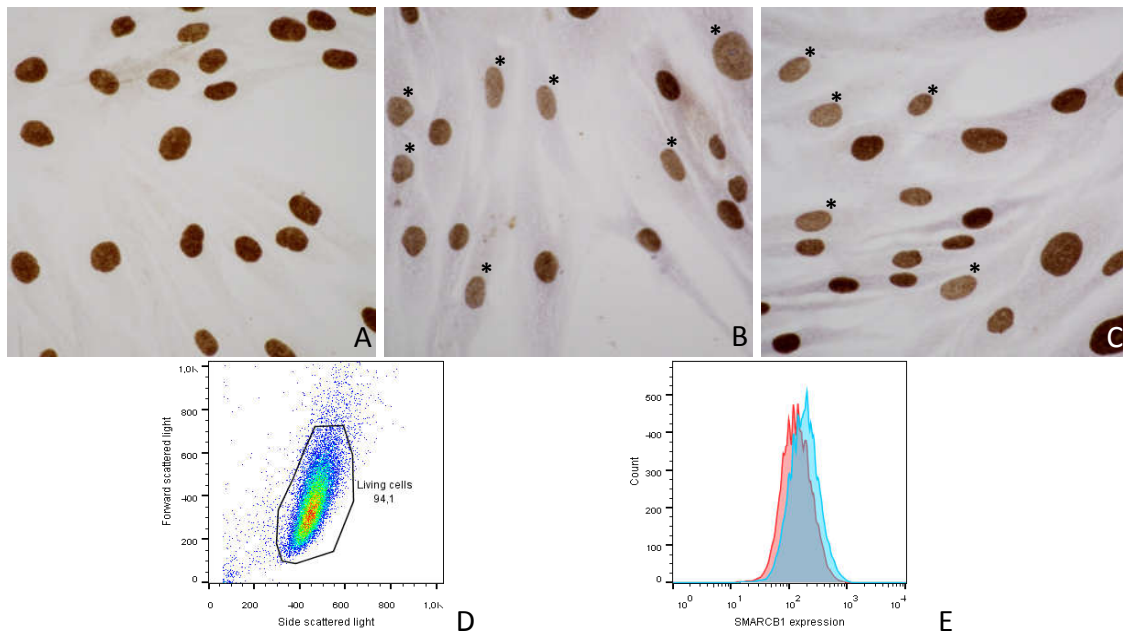 A
B
C
* * * * * * *
* * * * *
1,0k
800
600
400
200
0
Forward scattered light
Living cells
94,1
0 200 400 600 800 1,0k
Side scattered light
D
500
400
300
200
100
0
Count
10^0 10^1 10^2 10^3 10^4
SMARCB1 expression
E